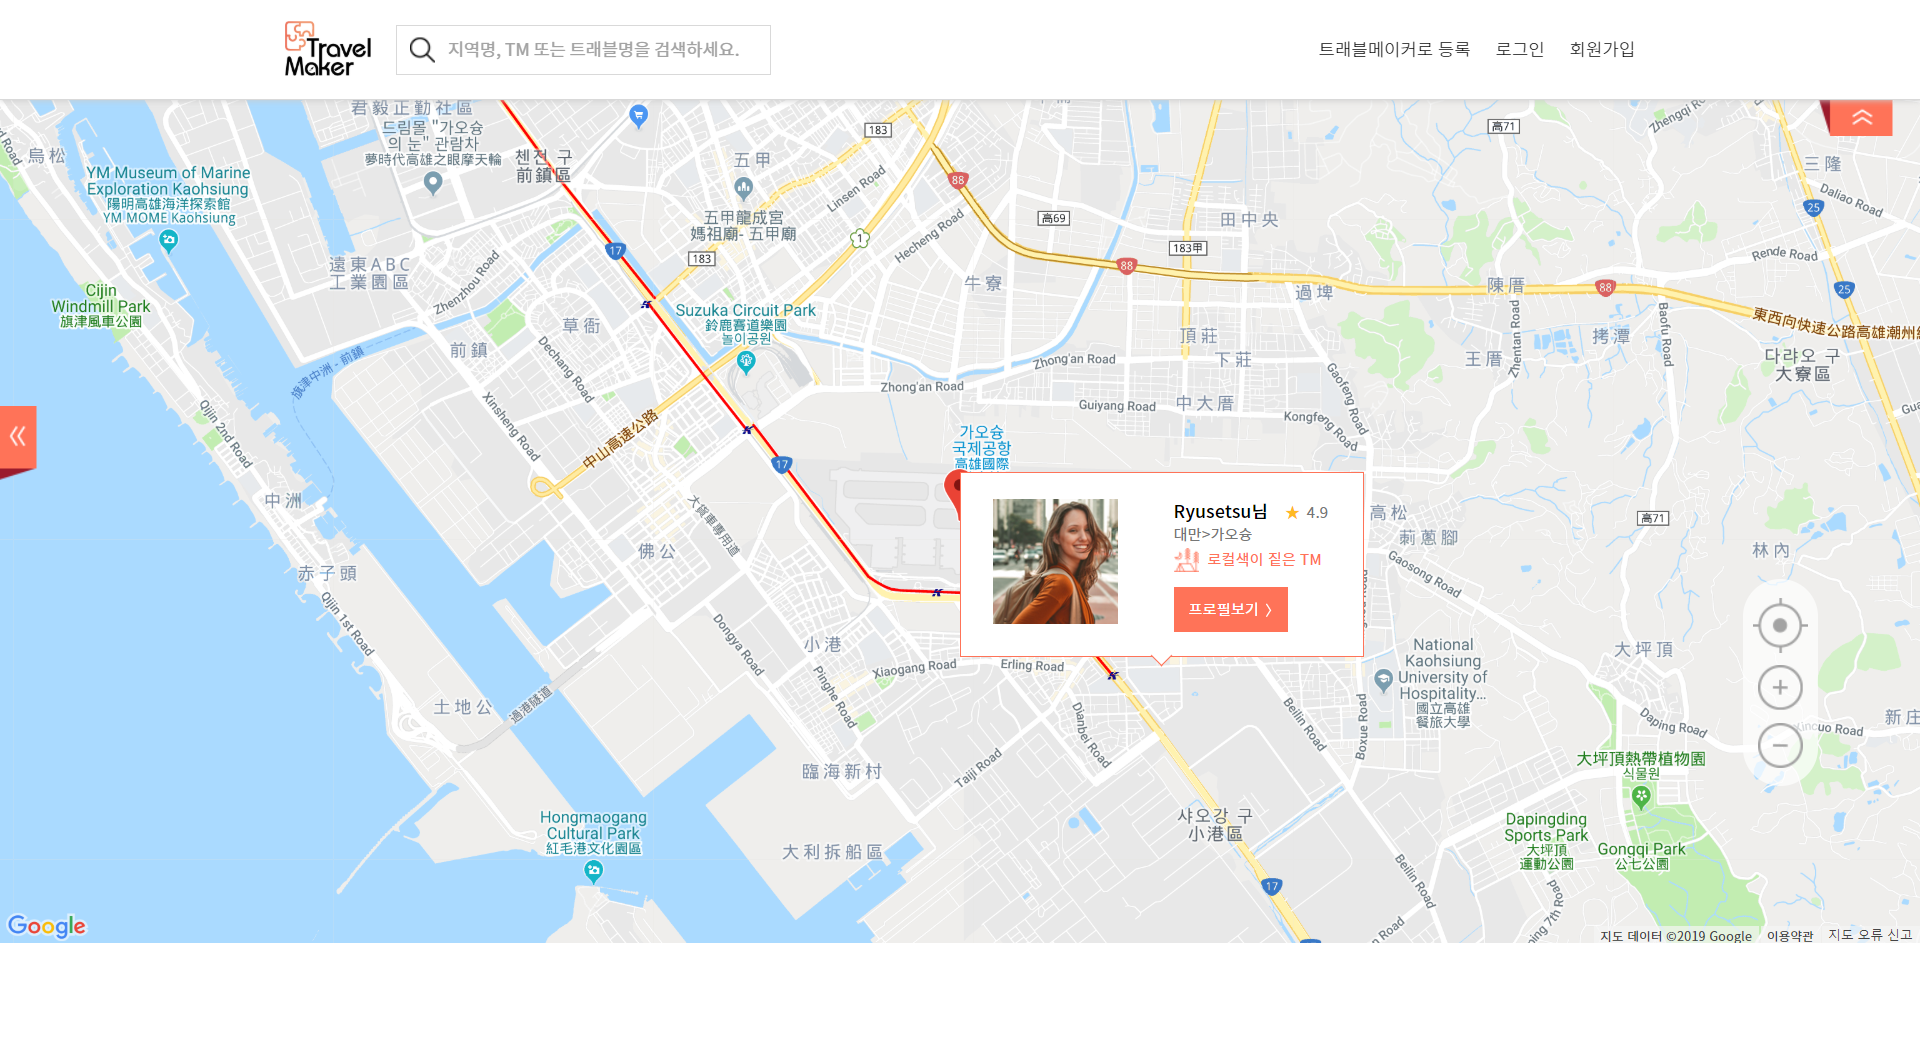 Travel
Maker
지역명, TM 또는 트래블명을 검색하세요.
트래블메이커로 등록
로그인
회원가입
君毅正勤社區
드림몰 "가오슝
의 눈" 관람차
夢時代高雄之眼摩天輪
첸전 구
前鎮區
五甲
183
88
高71
Zhengqi Road
三隆
Daliao Road
25
烏松
YM Museum of Marine
Exploration Kaohsiung
陽明高雄海洋探索館
YM MOME Kaohsiung
Linsen Road
五甲龍成宮
媽祖廟- 五甲廟
高69
田中央
183甲
1
Hecheng Road
17
183
88
Rende Road
遠東ABC
工業園區
Zhenzhou Road
牛寮
過埤
陳厝
88
25
Cijin
Windmill Park
旗津風車公園
Suzuka Circuit Park
鈴鹿賽道樂園
놀이공원
草衙
前鎮
Dechang Road
頂莊
下莊
Zhong'an Road
Zhong'an Road
王厝
Zhentan Road
拷潭
Baofu Road
東西向快速公路高雄潮州
다랴오 구
大寮區
旗津中洲 - 前鎮
Gaofeng Road
Xinsheng Road
Qijin 2nd Road
中山高速公路
Guiyang Road
中大厝
Kongfeng Road
가오슝
국제공항
高雄國際
17
中洲
大貨車專用道
佛公
赤子頭
Qijin 1st Road
Ryusetsu님
★ 4.9
대만>가오슝
로컬색이 짙은 TM
프로필보기
高松
高71
林內
Gaosong Road
Dongya Road
小港
Xiaogang Road
Erling Road
Pinghe Road
Dianbei Road
National
Kaohsiung
University of
Hospitality...
國立高雄
餐旅大學
大坪頂
Boxue Road
Beilin Road
Daping Road
新庄
土地公
過港隧道
臨海新村
Taiji Road
大坪頂熱帶植物園
식물원
Hongmaogang
Cultural Park
紅毛港文化園區
大利拆船區
샤오강 구
小港區
Dapingding
Sports Park
大坪頂
運動公園
Gongqi Park
公七公園
Beilin Road
17
Google
지도 데이터 ©2019 Google
이용약관
지도 오류 신고